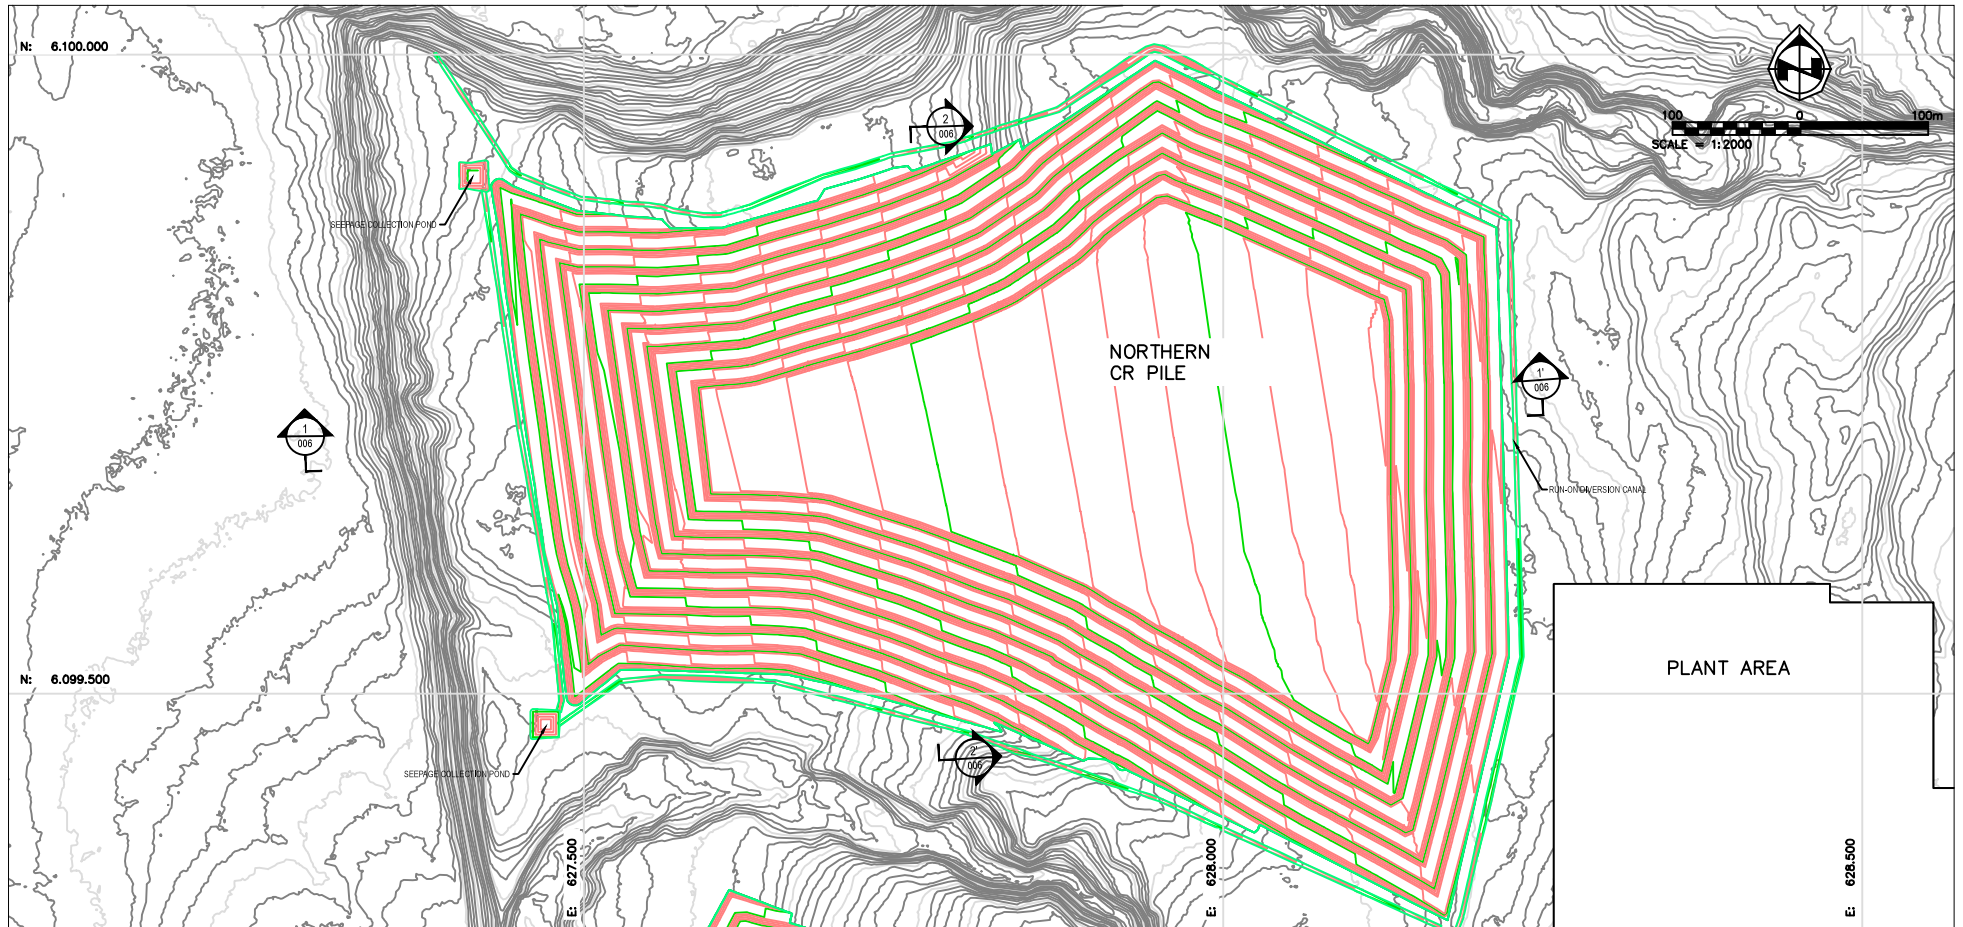 N: 6.100.000
100 0 100m
SCALE = 1:2000
2
006
SEEPAGE COLLECTION POND
NORTHERN
CR PILE
1'
006
1
006
RUN-ON DIVERSION CANAL
PLANT AREA
N: 6.099.500
2'
006
SEEPAGE COLLECTION POND
E: 627.500
E: 628.000
E: 628.500